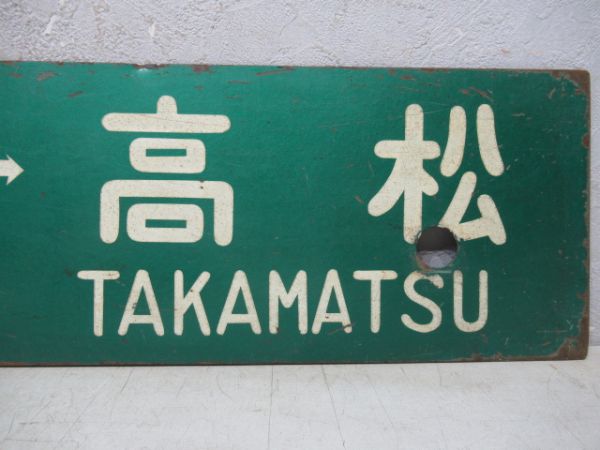 → 高松
TAKAMATSU